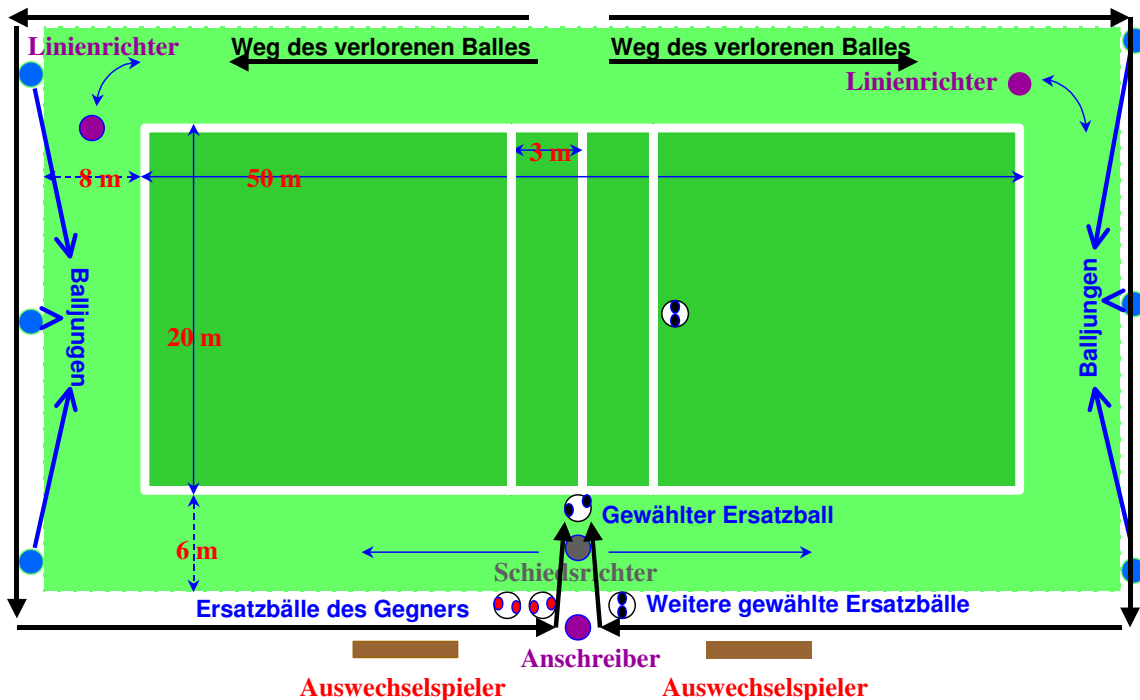 Linienrichter
Weg des verlorenen Balles
Weg des verlorenen Balles
Linienrichter
3 m
8 m
50 m
Balljungen
Balljungen
20 m
Gewählter Ersatzball
6 m
Schiedsrichter
Ersatzbälle des Gegners
Weitere gewählte Ersatzbälle
Anschreiber
Auswechselspieler
Auswechselspieler